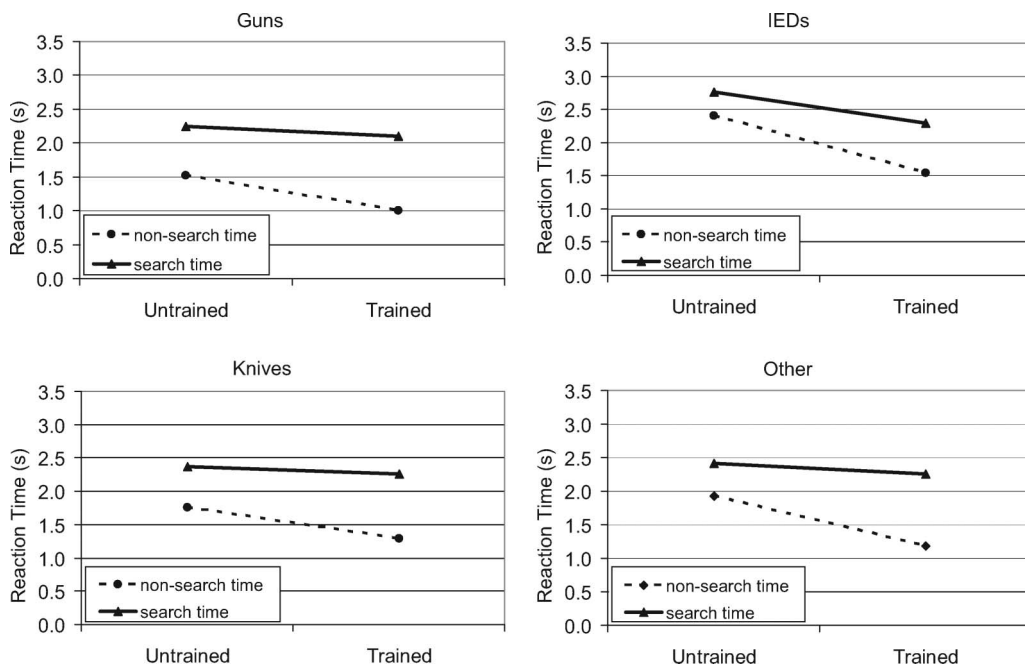 Guns
Reaction Time (s)
3.5
3.0
2.5
2.0
1.5
1.0
0.5
0.0
non-search time
search time
Untrained Trained
IEDs
Reaction Time (s)
3.5
3.0
2.5
2.0
1.5
1.0
0.5
0.0
non-search time
search time
Untrained Trained
Knives
Reaction Time (s)
3.5
3.0
2.5
2.0
1.5
1.0
0.5
0.0
non-search time
search time
Untrained Trained
Other
Reaction Time (s)
3.5
3.0
2.5
2.0
1.5
1.0
0.5
0.0
non-search time
search time
Untrained Trained